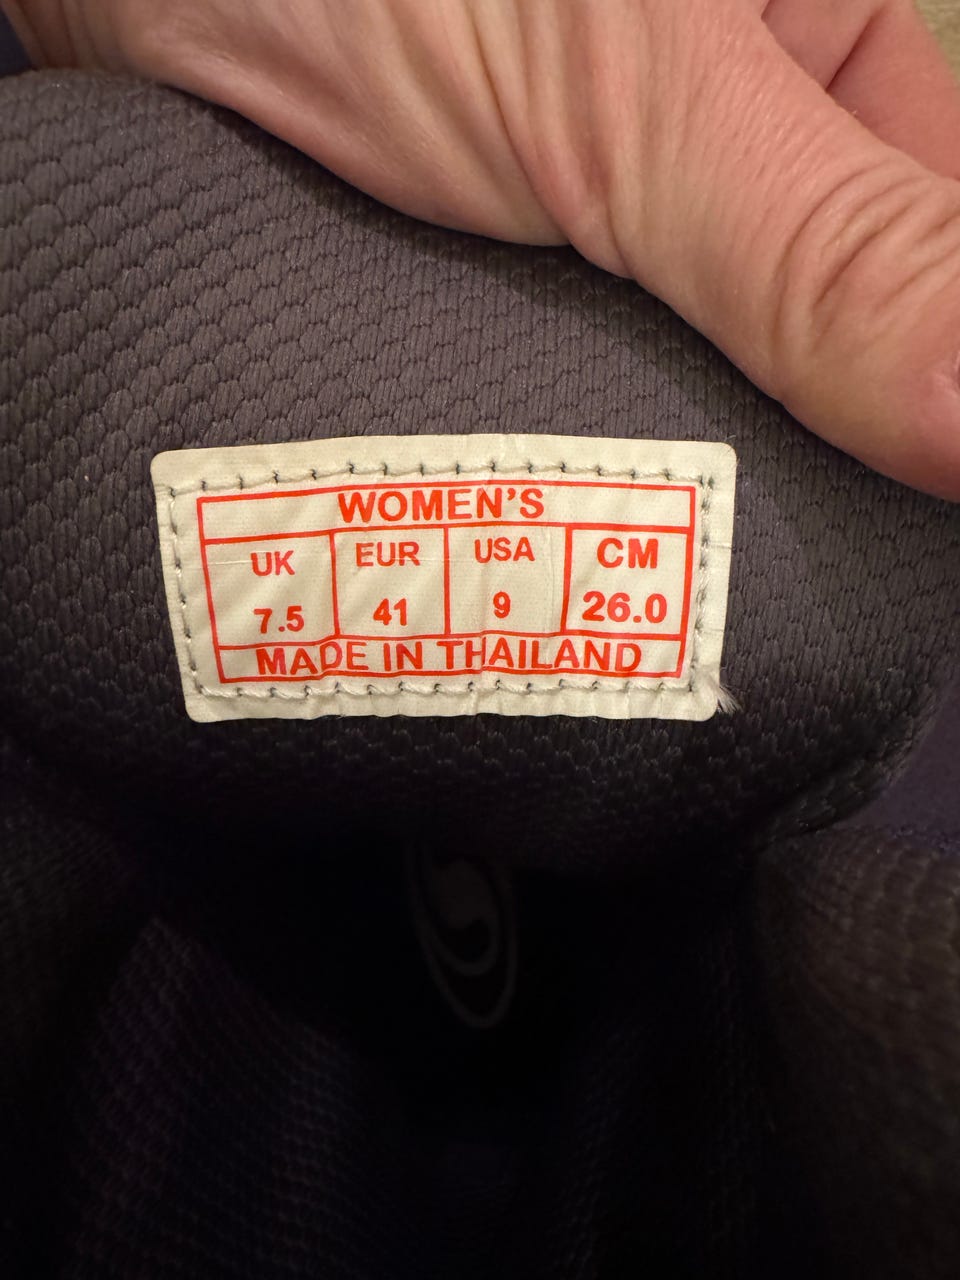 WOMEN'S
UK EUR USA CM
7.5 41 9 26.0
MADE IN THAILAND